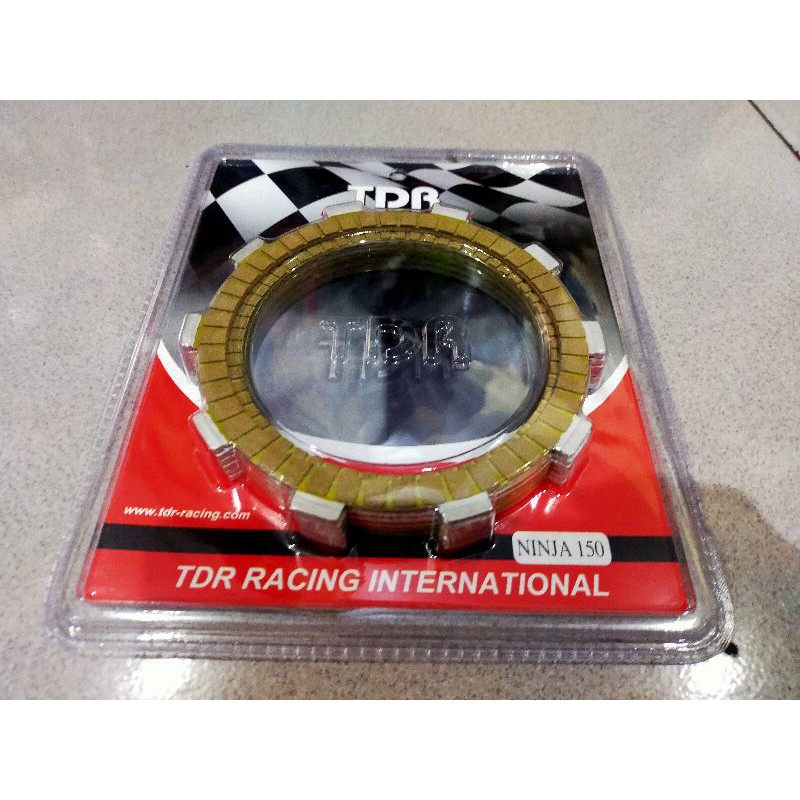 TDR
TDR
www.tdr-racing.com
NINJA 150
TDR RACING INTERNATIONAL